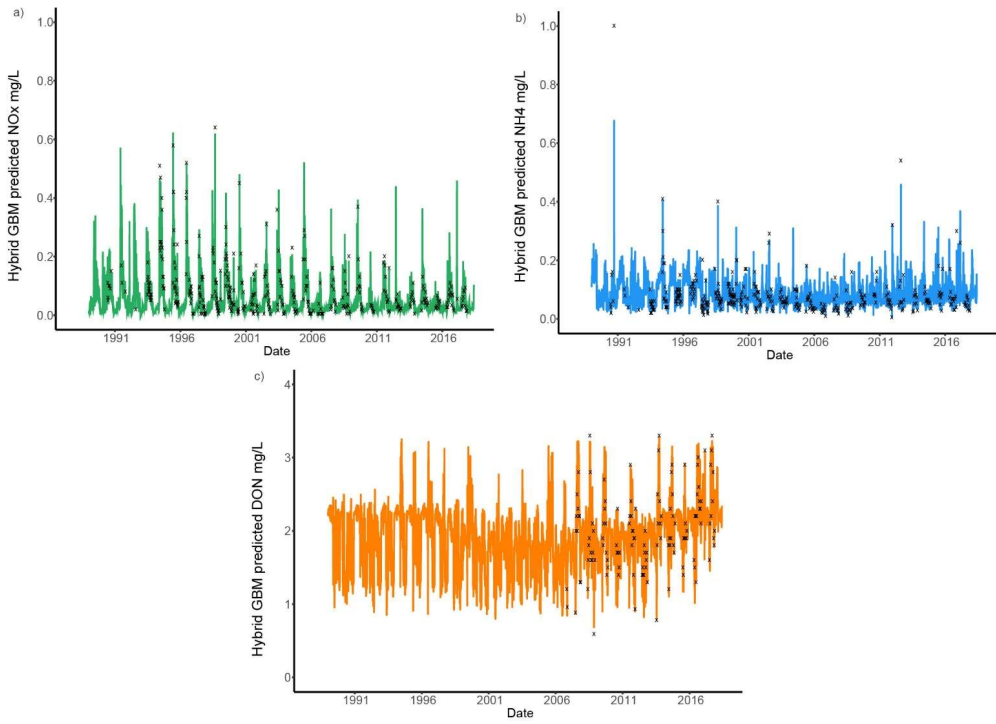 a)
1.0
0.8
0.6
0.4
0.2
0.0
Hybrid GBM predicted NOx mg/L
1991 1996 2001 2006 2011 2016
Date
b)
1.0
0.8
0.6
0.4
0.2
0.0
Hybrid GBM predicted NH4 mg/L
1991 1996 2001 2006 2011 2016
Date
c)
4
3
2
1
0
Hybrid GBM predicted DON mg/L
1991 1996 2001 2006 2011 2016
Date